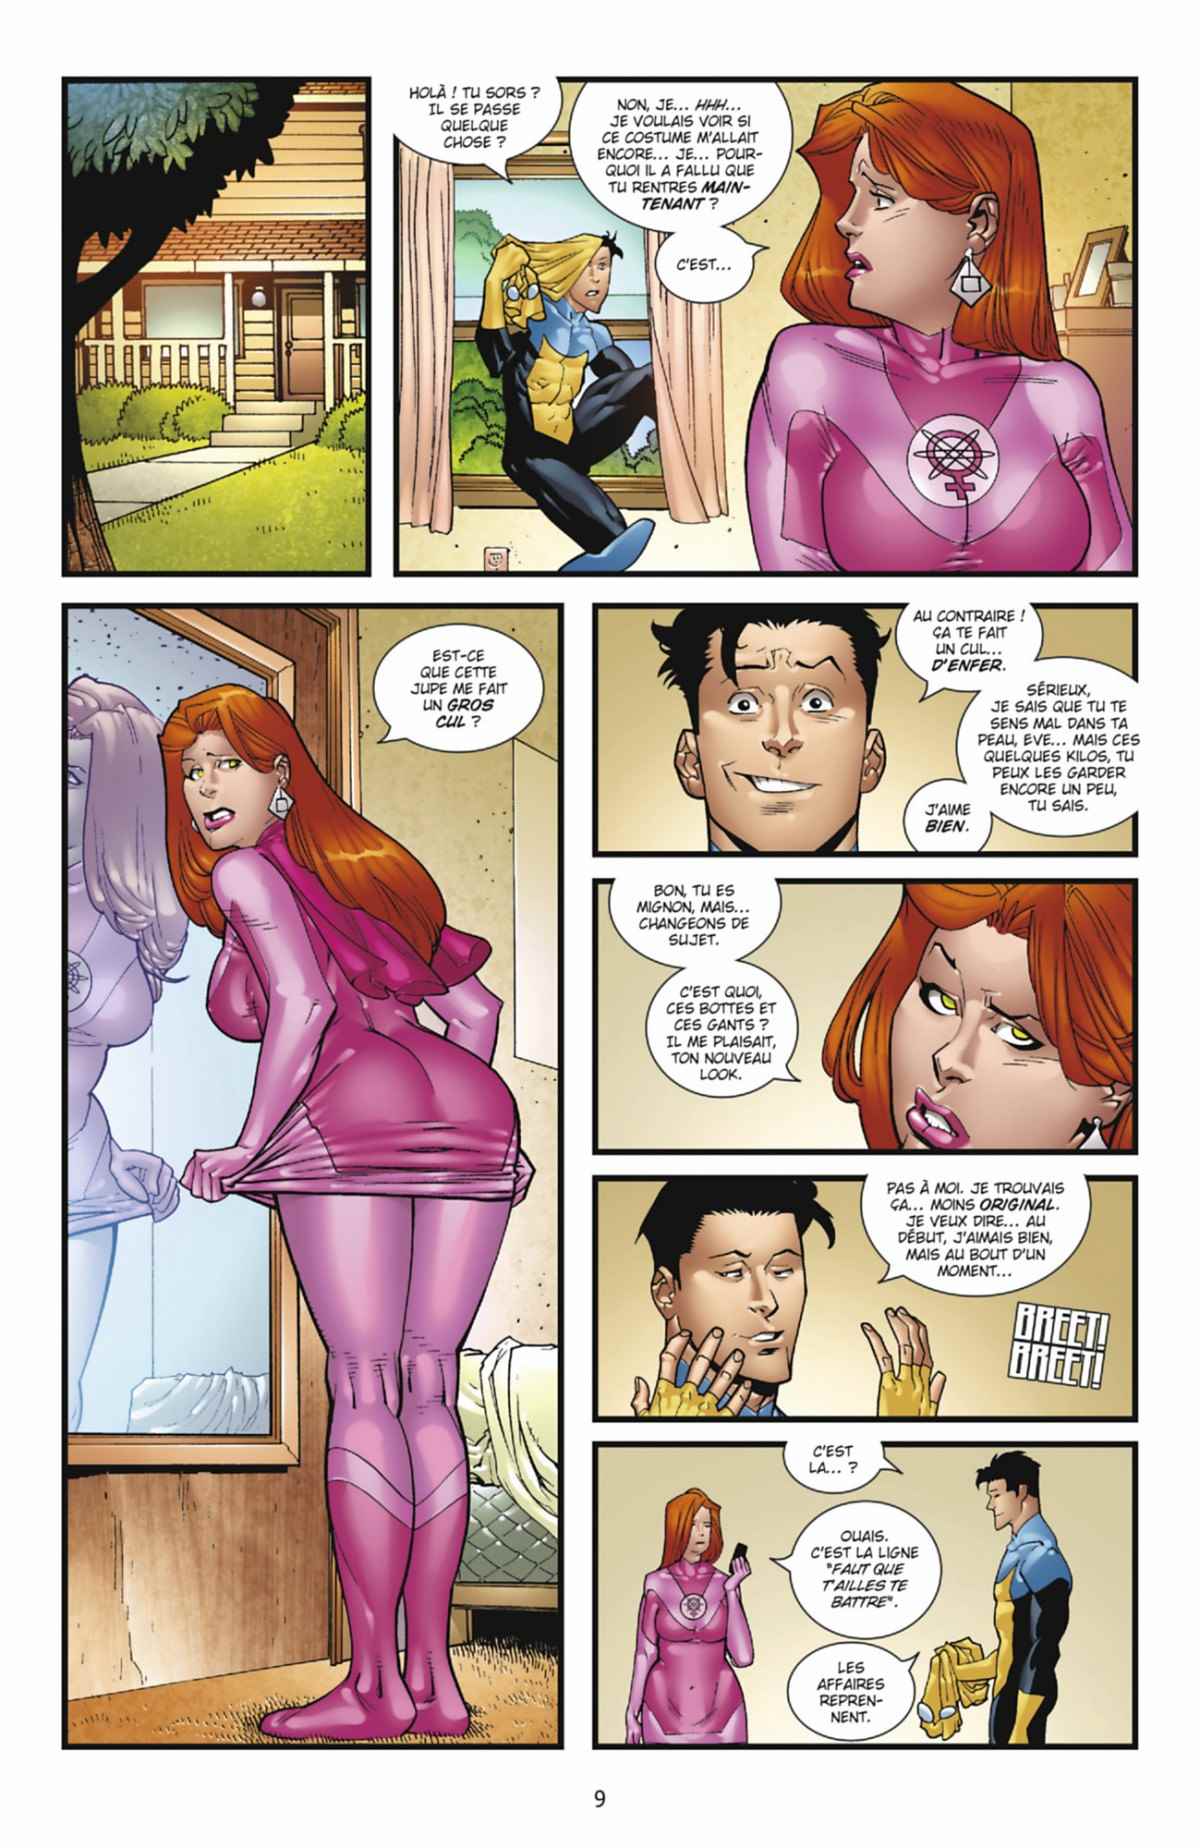 HOLÀ ! TU SORS ?
IL SE PASSE
QUELQUE
CHOSE ?
NON, JE... HHH...
JE VOULAIS VOIR SI
CE COSTUME M'ALLAIT
ENCORE... JE... POUR-
QUOI IL A FALLU QUE
TU RENTRES MAIN-
TENANT ?
C'EST...
EST-CE
QUE CETTE
JUPE ME FAIT
UN GROS
CUL ?
AU CONTRAIRE !
ÇA TE FAIT
UN CUL...
D'ENFER.
SÉRIEUX,
JE SAIS QUE TU TE
SENS MAL DANS TA
PEAU, EVE... MAIS CES
QUELQUES KILOS, TU
PEUX LES GARDER
ENCORE UN PEU,
TU SAIS.
J'AIME
BIEN.
BON, TU ES
MIGNON, MAIS...
CHANGEONS DE
SUJET.
C'EST QUOI,
CES BOTTES ET
CES GANTS ?
IL ME PLAISAIT,
TON NOUVEAU
LOOK.
PAS À MOI. JE TROUVAIS
ÇA... MOINS ORIGINAL.
JE VEUX DIRE... AU
DÉBUT, J'AIMAIS BIEN,
MAIS AU BOUT D'UN
MOMENT...
BREET!
BREET!
C'EST
LA... ?
OUAIS.
C'EST LA LIGNE
"FAUT QUE
T'AILLES TE
BATTRE".
LES
AFFAIRES
REPREN-
NENT.
9